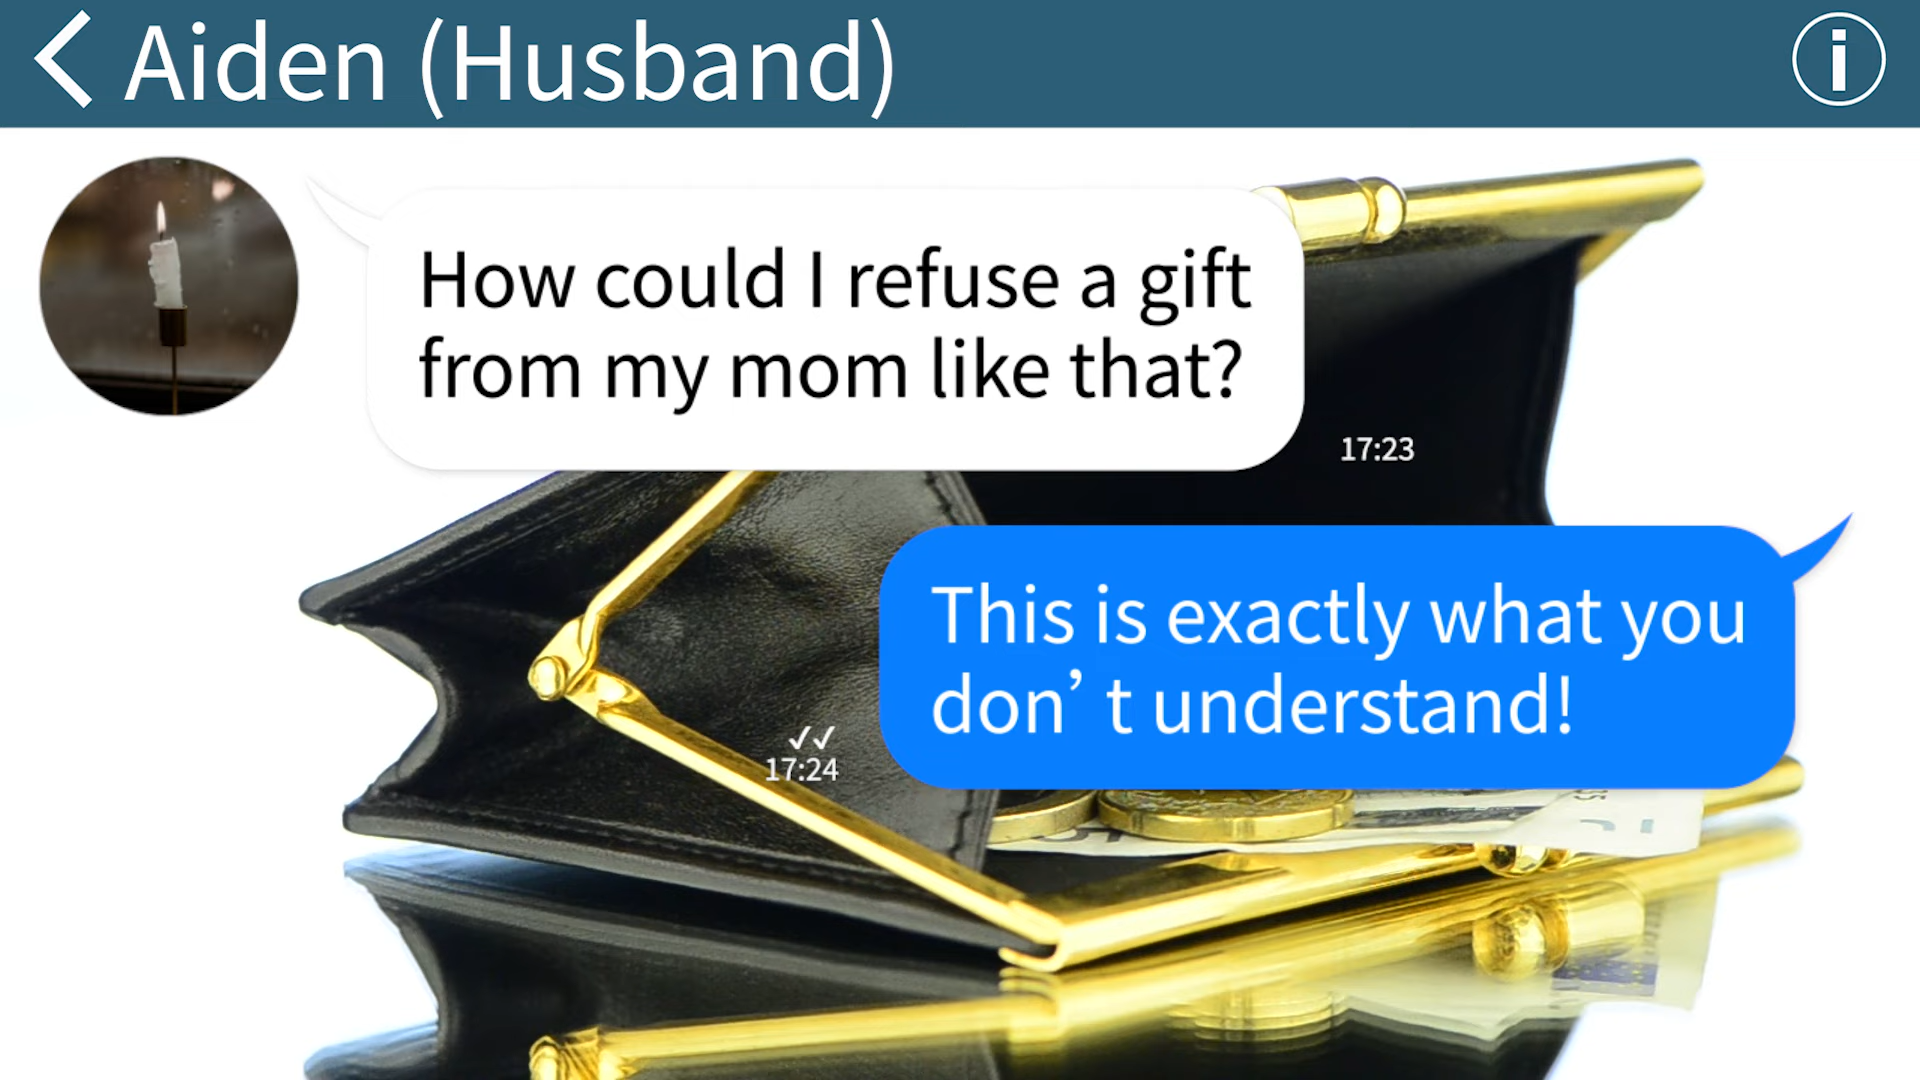 Aiden (Husband)
How could I refuse a gift
from my mom like that?
17:23
This is exactly what you
don’ t understand!
17:24